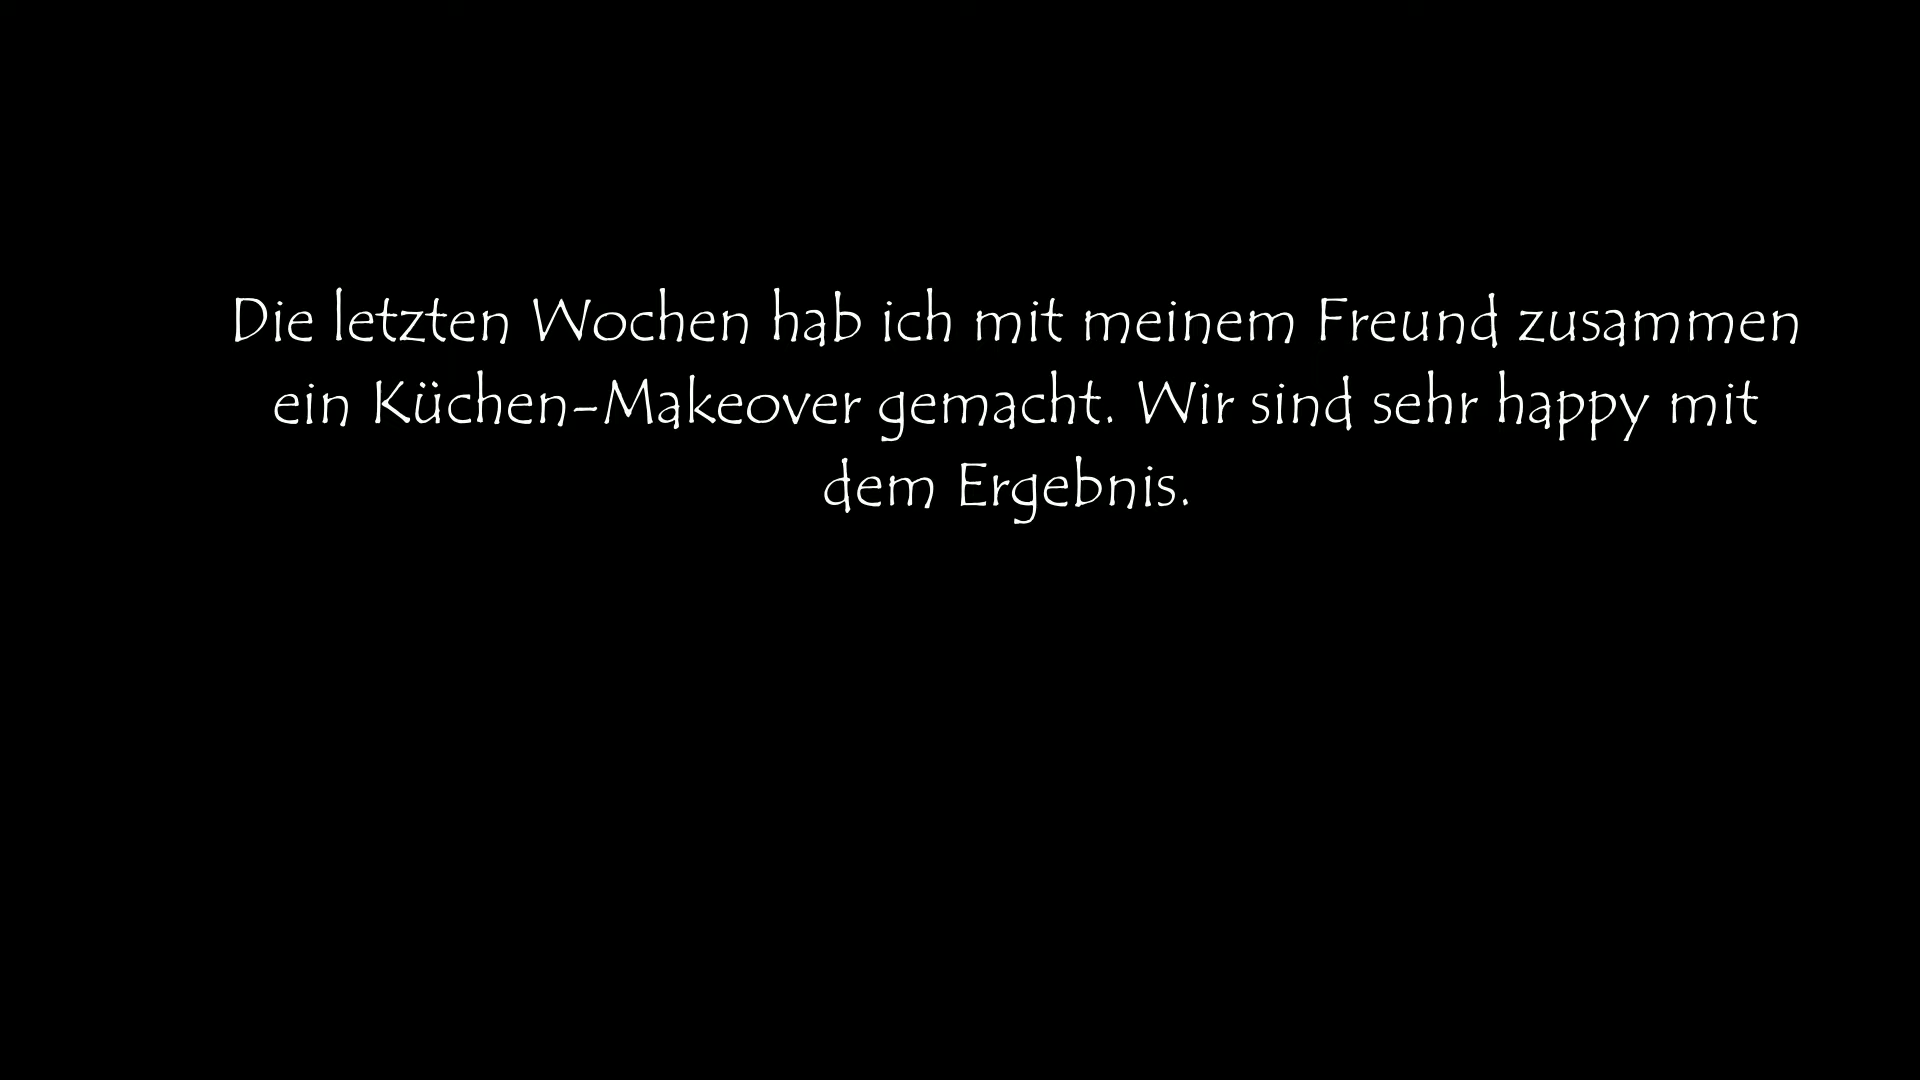 Die letzten Wochen hab ich mit meinem Freund zusammen
ein Küchen-Makeover gemacht. Wir sind sehr happy mit
dem Ergebnis.